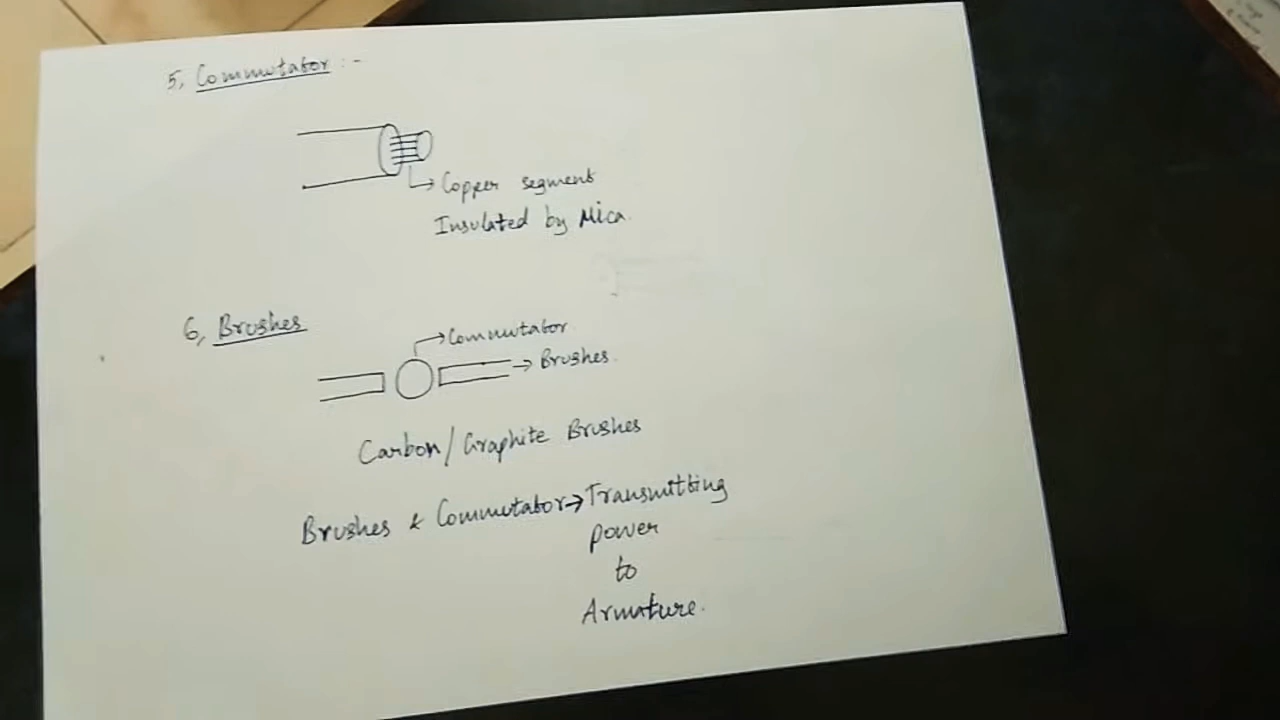 5, Commutator :-
Copper segment
Insulated by Mica.
6, Brushes
Commutator
Brushes.
Carbon/Graphite Brushes
Brushes & Commutator→Transmitting
power
to
Armature.